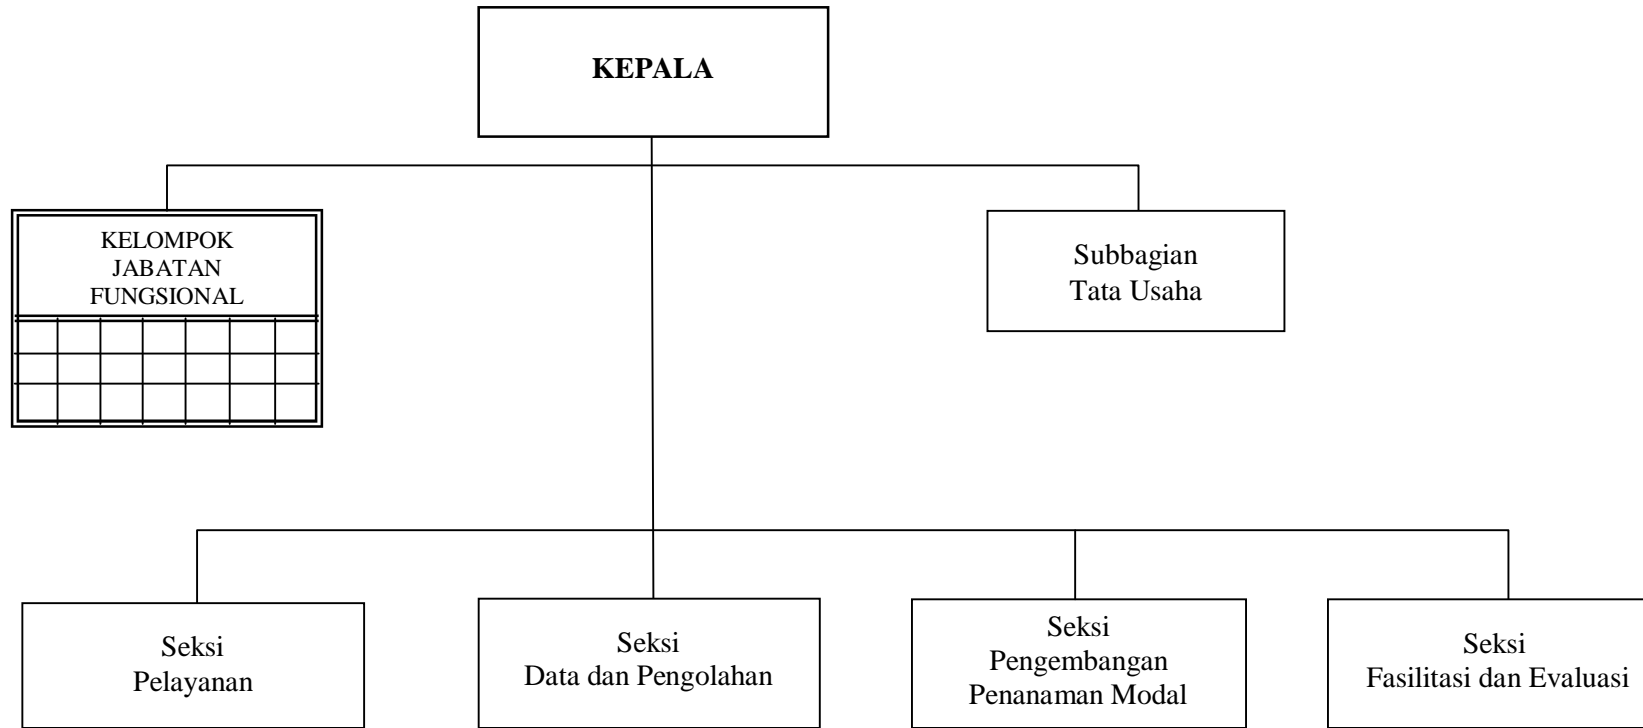 KEPALA
KELOMPOK
JABATAN
FUNGSIONAL
Subbagian
Tata Usaha
Seksi
Pelayanan
Seksi
Data dan Pengolahan
Seksi
Pengembangan
Penanaman Modal
Seksi
Fasilitasi dan Evaluasi